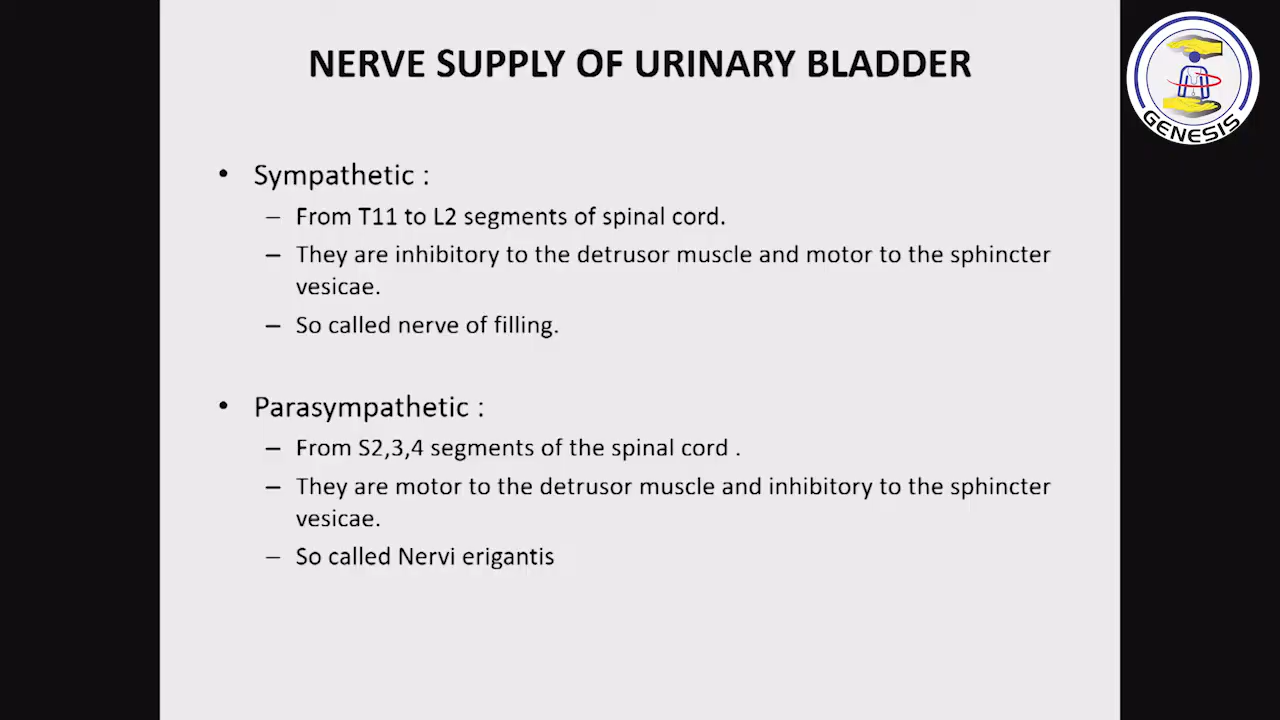 NERVE SUPPLY OF URINARY BLADDER
GENESIS
• Sympathetic :
– From T11 to L2 segments of spinal cord.
– They are inhibitory to the detrusor muscle and motor to the sphincter
vesicae.
– So called nerve of filling.
• Parasympathetic :
– From S2,3,4 segments of the spinal cord .
– They are motor to the detrusor muscle and inhibitory to the sphincter
vesicae.
– So called Nervi erigantis